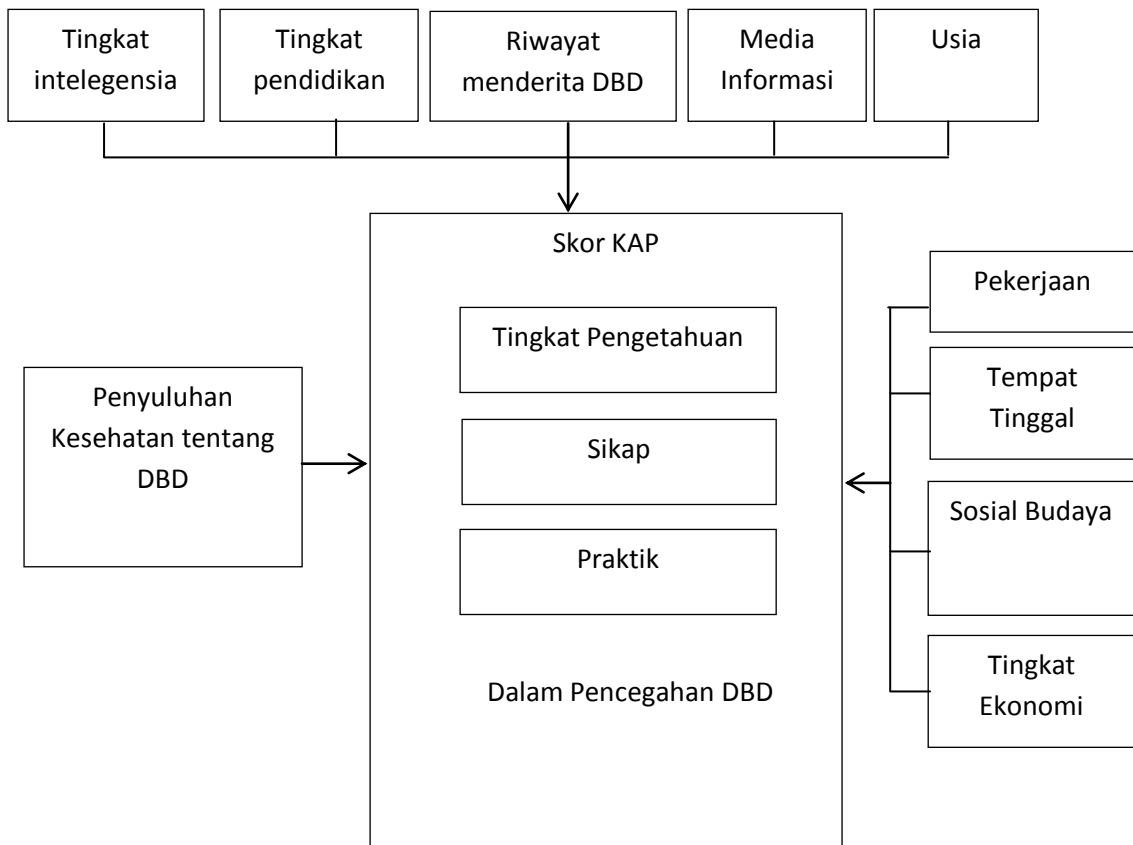 Tingkat
intelegensia
Tingkat
pendidikan
Riwayat
menderita DBD
Media
Informasi
Usia
Skor KAP
Tingkat Pengetahuan
Sikap
Praktik
Dalam Pencegahan DBD
Penyuluhan
Kesehatan tentang
DBD
Pekerjaan
Tempat
Tinggal
Sosial Budaya
Tingkat
Ekonomi